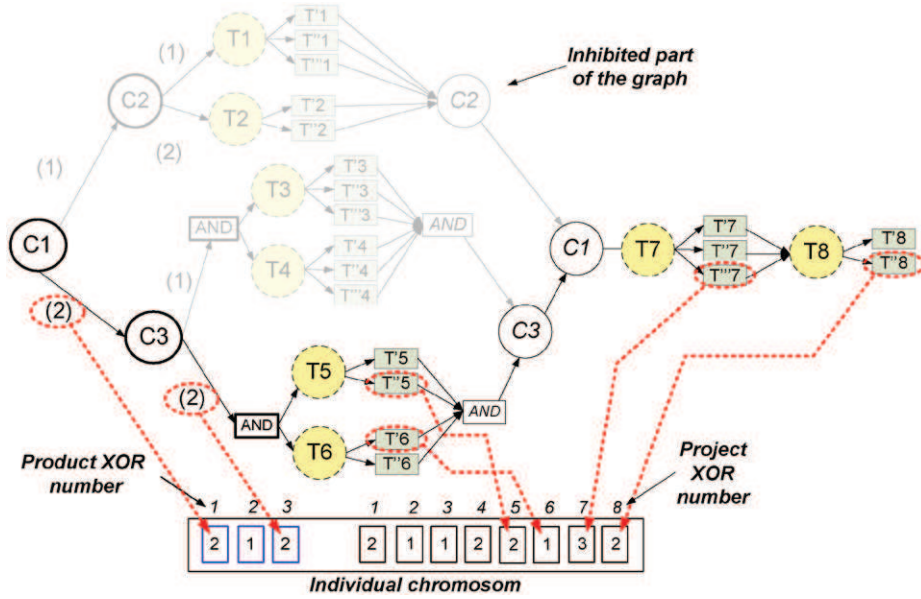 T'1
(1)
T1
T''1
T'''1
Inhibited part
of the graph
C2
C2
T'2
T2
T''2
(2)
(1)
T'3
T3
T''3
T'''3
AND
AND
C1
T'4
T4
T''4
T'''4
(1)
C1
T7
T'7
T''7
T'''7
T8
T'8
T''8
(2)
C3
C3
T'5
T5
T''5
(2)
AND
AND
T'6
T6
T''6
Product XOR
number
Project
XOR
number
1 2 3 1 2 3 4 5 6 7 8
2 1 2 2 1 1 2 2 1 3 2
Individual chromosom